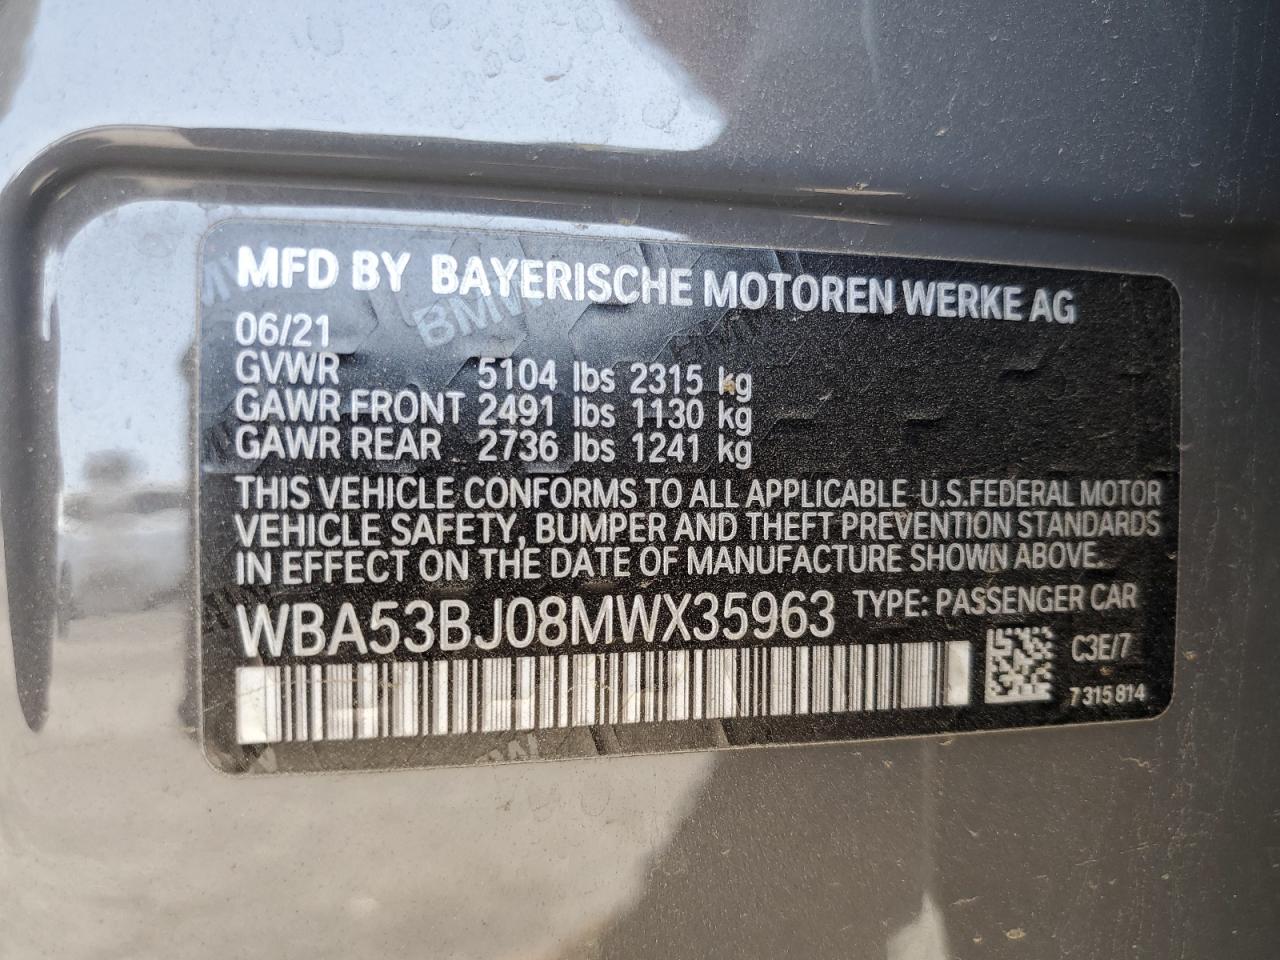 MFD BY BAYERISCHE MOTOREN WERKE AG
06/21
GVWR 5104 lbs 2315 kg
GAWR FRONT 2491 lbs 1130 kg
GAWR REAR 2736 lbs 1241 kg
THIS VEHICLE CONFORMS TO ALL APPLICABLE U.S.FEDERAL MOTOR
VEHICLE SAFETY, BUMPER AND THEFT PREVENTION STANDARDS
IN EFFECT ON THE DATE OF MANUFACTURE SHOWN ABOVE.
WBA53BJ08MWX35963 TYPE: PASSENGER CAR
C3E/7
7 315 814
BMW